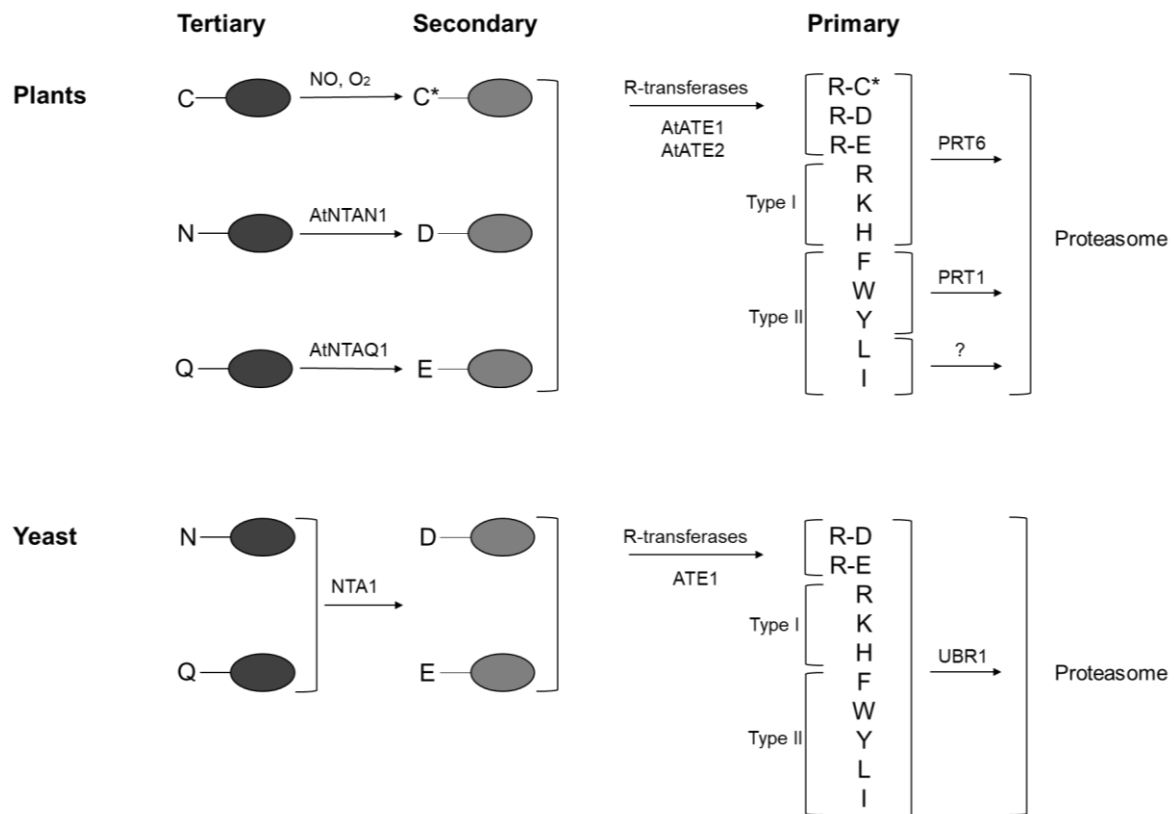 Tertiary Secondary Primary
Plants
C NO, O₂ C* R-transferases R-C*
AtATE1 R-D
AtATE2 R-E PRT6
R
Type I K
N AtNTAN1 D H Proteasome
F
W PRT1
Type II Y
Q AtNTAQ1 E L ?
I
Yeast
N D R-transferases R-D
ATE1 R-E
NTA1 R
Type I K
H
Q E F UBR1 Proteasome
W
Type II Y
L
I